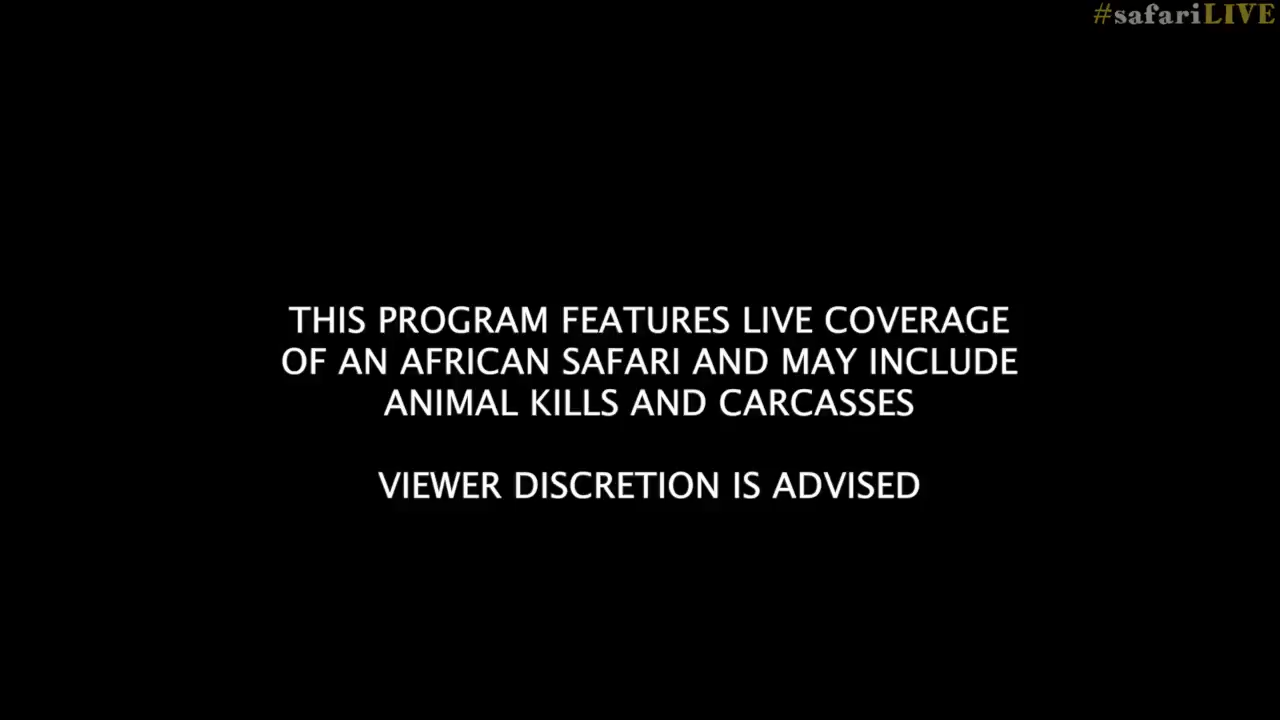 #safariLIVE
THIS PROGRAM FEATURES LIVE COVERAGE
OF AN AFRICAN SAFARI AND MAY INCLUDE
ANIMAL KILLS AND CARCASSES
VIEWER DISCRETION IS ADVISED